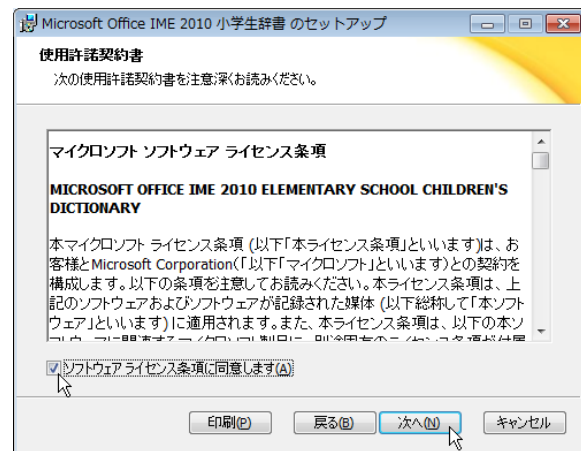 Microsoft Office IME 2010 小学生辞書 のセットアップ
使用許諾契約書
次の使用許諾契約書を注意深くお読みください。
マイクロソフト ソフトウェア ライセンス条項
MICROSOFT OFFICE IME 2010 ELEMENTARY SCHOOL CHILDREN'S
DICTIONARY
本マイクロソフト ライセンス条項 (以下「本ライセンス条項」といいます)は、お
客様とMicrosoft Corporation(「以下「マイクロソフト」といいます)との契約を
構成します。以下の条項を注意してお読みください。本ライセンス条項は、上
記のソフトウェアおよびソフトウェアが記録された媒体 (以下総称して「本ソフト
ウェア」といいます) に適用されます。また、本ライセンス条項は、以下の本ソ
ソフトウェアライセンス条項に同意します(A)
印刷(P) 戻る(B) 次へ(N) キャンセル